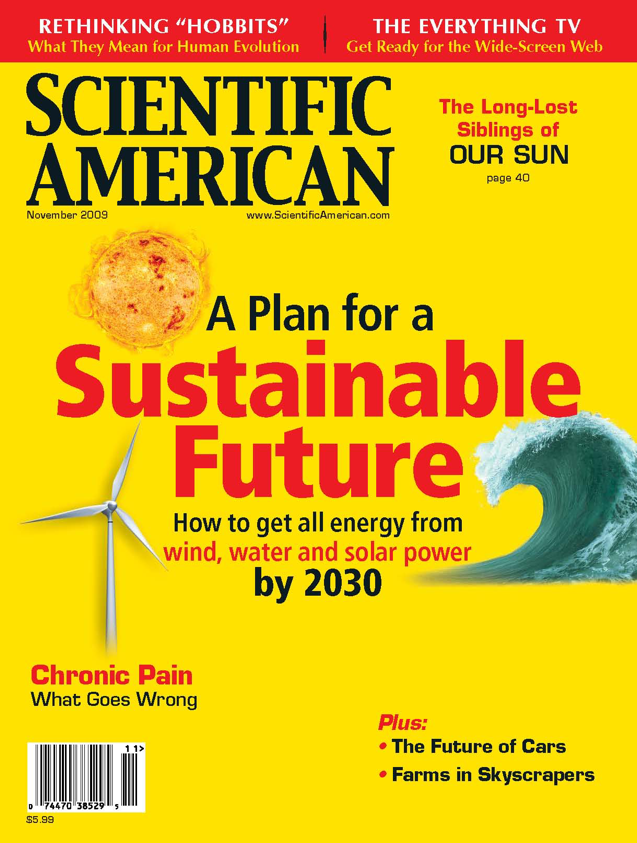 RETHINKING “HOBBITS”
What They Mean for Human Evolution
THE EVERYTHING TV
Get Ready for the Wide-Screen Web
SCIENTIFIC
AMERICAN
November 2009
www.ScientificAmerican.com
The Long-Lost
Siblings of
OUR SUN
page 40
A Plan for a
Sustainable
Future
How to get all energy from
wind, water and solar power
by 2030
Chronic Pain
What Goes Wrong
Plus:
• The Future of Cars
• Farms in Skyscrapers
11>
0 74470 38529 5
$5.99